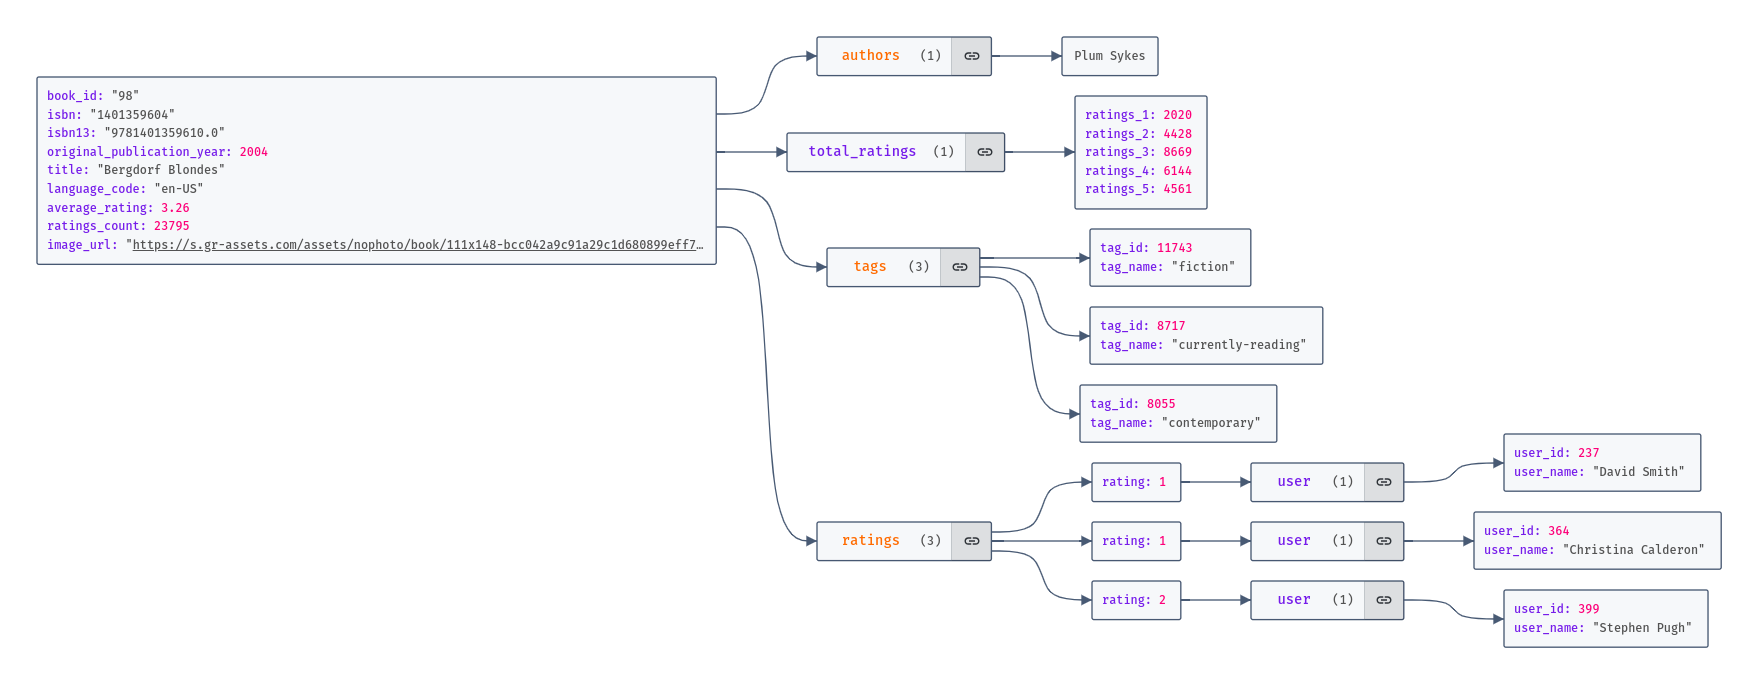 book_id: "98"
isbn: "1401359604"
isbn13: "9781401359610.0"
original_publication_year: 2004
title: "Bergdorf Blondes"
language_code: "en-US"
average_rating: 3.26
ratings_count: 23795
image_url: "https://s.gr-assets.com/assets/nophoto/book/111x148-bcc042a9c91a29c1d680899eff7…
authors (1)
Plum Sykes
total_ratings (1)
ratings_1: 2020
ratings_2: 4428
ratings_3: 8669
ratings_4: 6144
ratings_5: 4561
tags (3)
tag_id: 11743
tag_name: "fiction"
tag_id: 8717
tag_name: "currently-reading"
tag_id: 8055
tag_name: "contemporary"
ratings (3)
rating: 1
user (1)
user_id: 237
user_name: "David Smith"
rating: 1
user (1)
user_id: 364
user_name: "Christina Calderon"
rating: 2
user (1)
user_id: 399
user_name: "Stephen Pugh"